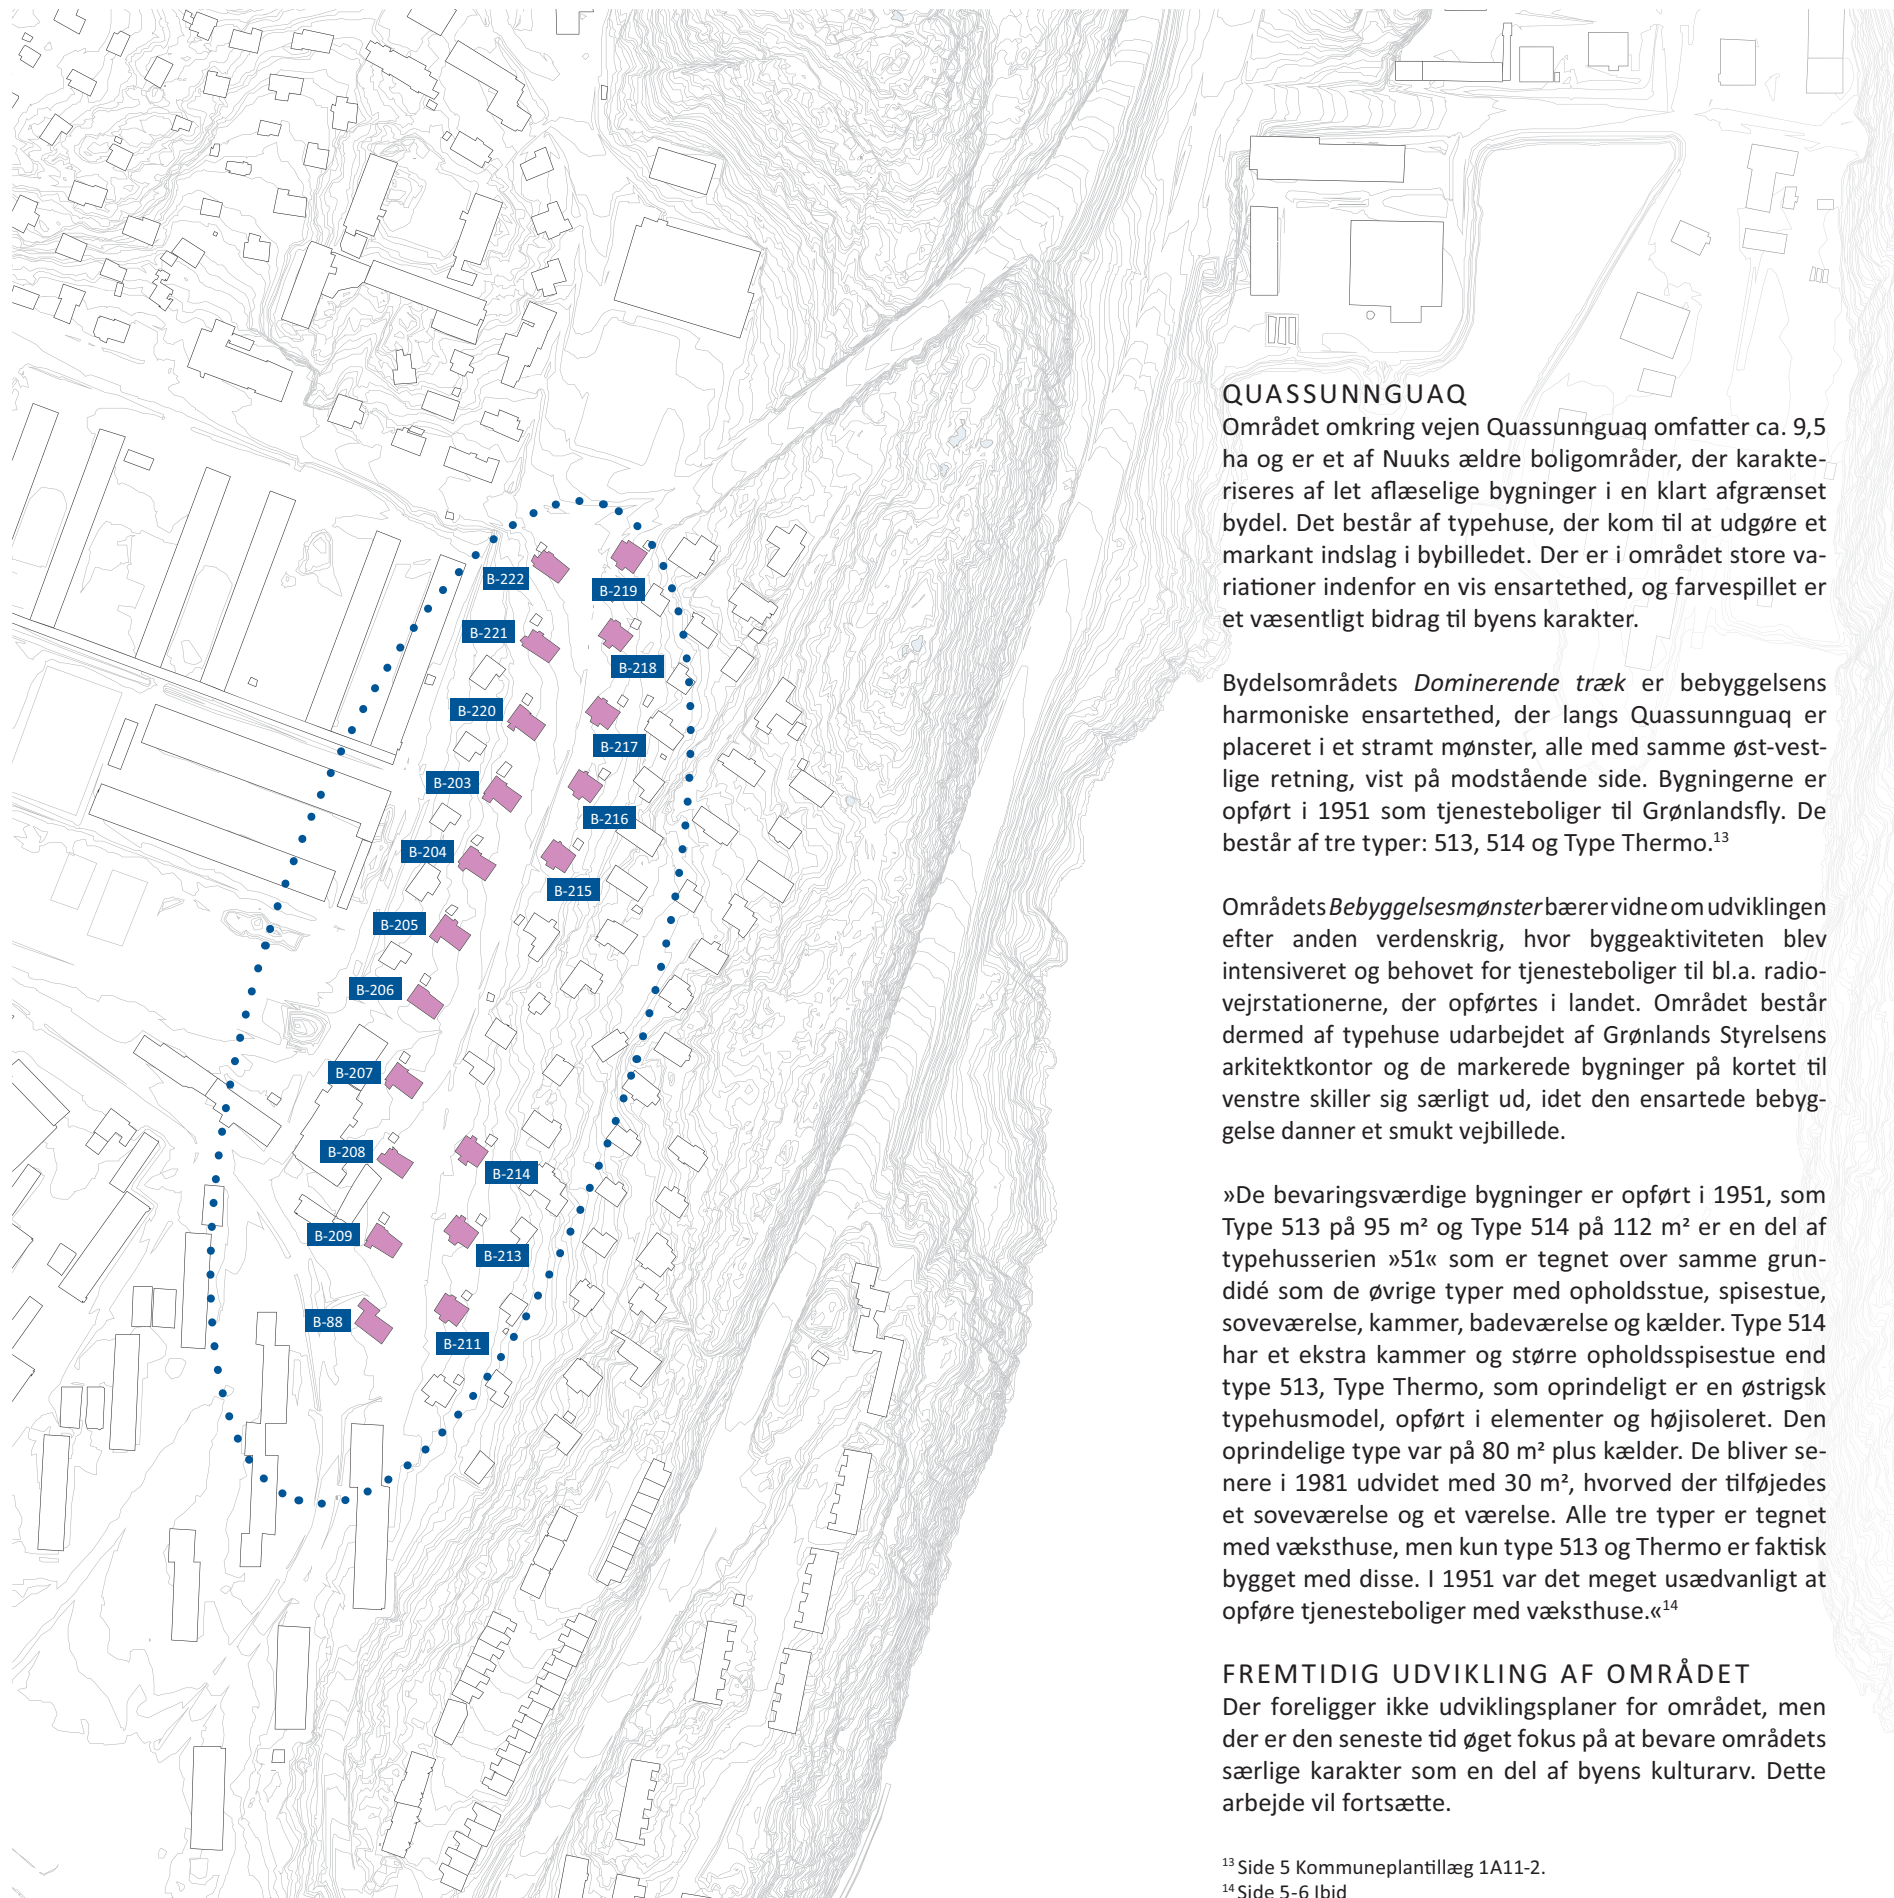 B-222
B-219
B-221
B-218
B-220
B-217
B-203
B-216
B-204
B-215
B-205
B-206
B-207
B-208
B-214
B-209
B-213
B-88
B-211
QUASSUNNGUAQ
Området omkring vejen Quassunnguaq omfatter ca. 9,5
ha og er et af Nuuks ældre boligområder, der karakte-
riseres af let aflæselige bygninger i en klart afgrænset
bydel. Det består af typehuse, der kom til at udgøre et
markant indslag i bybilledet. Der er i området store va-
riationer indenfor en vis ensartethed, og farvespillet er
et væsentligt bidrag til byens karakter.
Bydelsområdets Dominerende træk er bebyggelsens
harmoniske ensartethed, der langs Quassunnguaq er
placeret i et stramt mønster, alle med samme øst-vest-
lige retning, vist på modstående side. Bygningerne er
opført i 1951 som tjenesteboliger til Grønlandsfly. De
består af tre typer: 513, 514 og Type Thermo.13
Områdets Bebyggelsesmønster bærer vidne om udviklingen
efter anden verdenskrig, hvor byggeaktiviteten blev
intensiveret og behovet for tjenesteboliger til bl.a. radio-
vejrstationerne, der opførtes i landet. Området består
dermed af typehuse udarbejdet af Grønlands Styrelsens
arkitektkontor og de markerede bygninger på kortet til
venstre skiller sig særligt ud, idet den ensartede bebyg-
gelse danner et smukt vejbillede.
»De bevaringsværdige bygninger er opført i 1951, som
Type 513 på 95 m² og Type 514 på 112 m² er en del af
typehusserien »51« som er tegnet over samme grun-
didé som de øvrige typer med opholdsstue, spisestue,
soveværelse, kammer, badeværelse og kælder. Type 514
har et ekstra kammer og større opholdsspisestue end
type 513, Type Thermo, som oprindeligt er en østrigsk
typehusmodel, opført i elementer og højisoleret. Den
oprindelige type var på 80 m² plus kælder. De bliver se-
nere i 1981 udvidet med 30 m², hvorved der tilføjedes
et soveværelse og et værelse. Alle tre typer er tegnet
med væksthuse, men kun type 513 og Thermo er faktisk
bygget med disse. I 1951 var det meget usædvanligt at
opføre tjenesteboliger med væksthuse.«14
FREMTIDIG UDVIKLING AF OMRÅDET
Der foreligger ikke udviklingsplaner for området, men
der er den seneste tid øget fokus på at bevare områdets
særlige karakter som en del af byens kulturarv. Dette
arbejde vil fortsætte.
13 Side 5 Kommuneplantillæg 1A11-2.
14 Side 5-6 Ibid